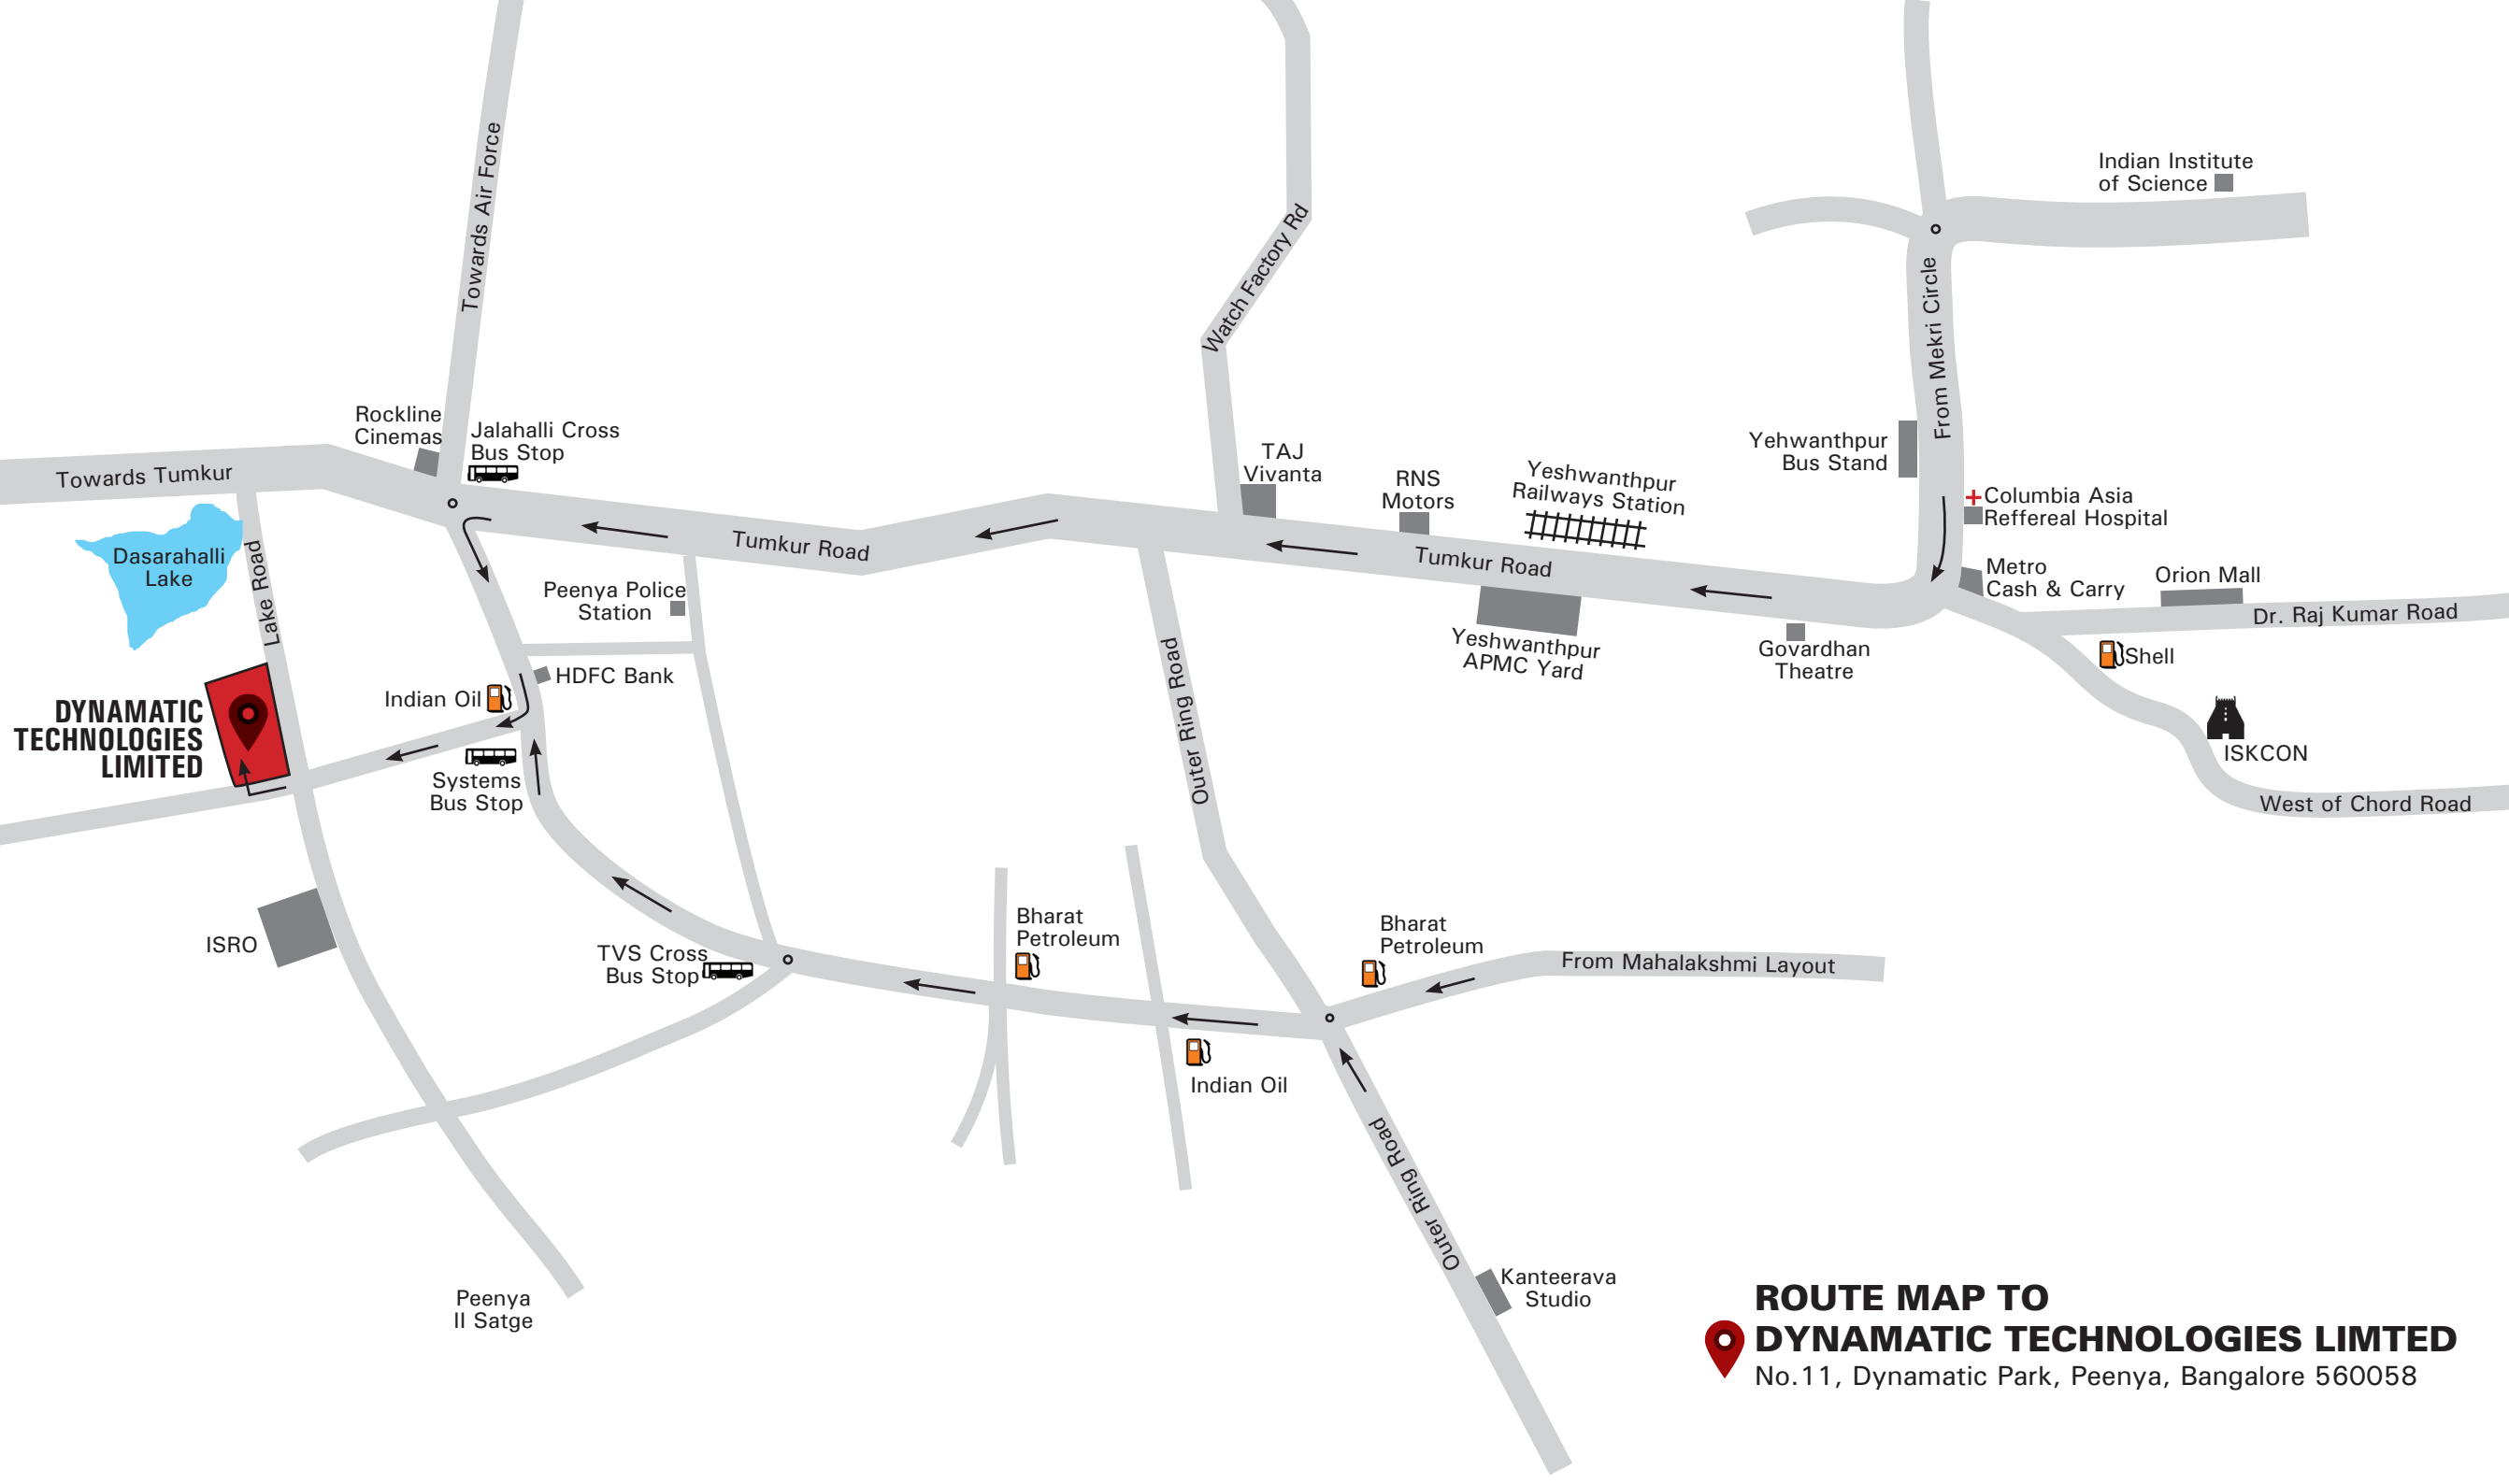 Indian Institute
of Science
Towards Air Force
Watch Factory Rd
From Mekri Circle
Rockline
Cinemas
Jalahalli Cross
Bus Stop
Towards Tumkur
TAJ
Vivanta
RNS
Motors
Yeshwanthpur
Railways Station
Yehwanthpur
Bus Stand
Columbia Asia
Reffereal Hospital
Dasarahalli
Lake
Lake Road
Tumkur Road
Tumkur Road
Metro
Cash & Carry
Orion Mall
Dr. Raj Kumar Road
Peenya Police
Station
Yeshwanthpur
APMC Yard
Govardhan
Theatre
Shell
HDFC Bank
Indian Oil
Outer Ring Road
DYNAMATIC
TECHNOLOGIES
LIMITED
ISKCON
West of Chord Road
Systems
Bus Stop
ISRO
TVS Cross
Bus Stop
Bharat
Petroleum
Bharat
Petroleum
From Mahalakshmi Layout
Indian Oil
Outer Ring Road
Kanteerava
Studio
Peenya
II Satge
ROUTE MAP TO
DYNAMATIC TECHNOLOGIES LIMTED
No.11, Dynamatic Park, Peenya, Bangalore 560058